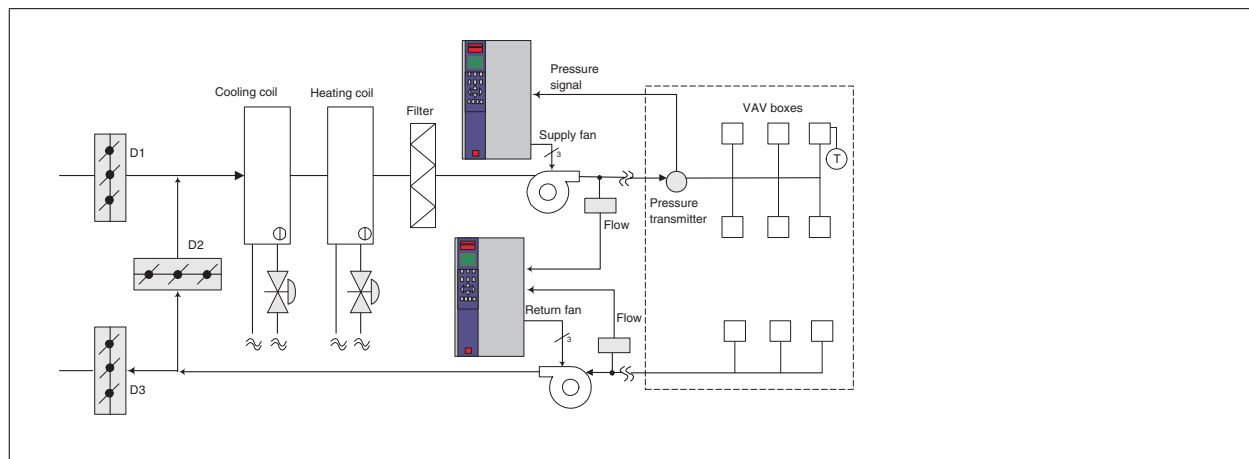 Pressure
signal
Cooling coil
Heating coil
Filter
VAV boxes
D1
Supply fan
3
T
Pressure
transmitter
Flow
D2
Return fan
Flow
3
D3